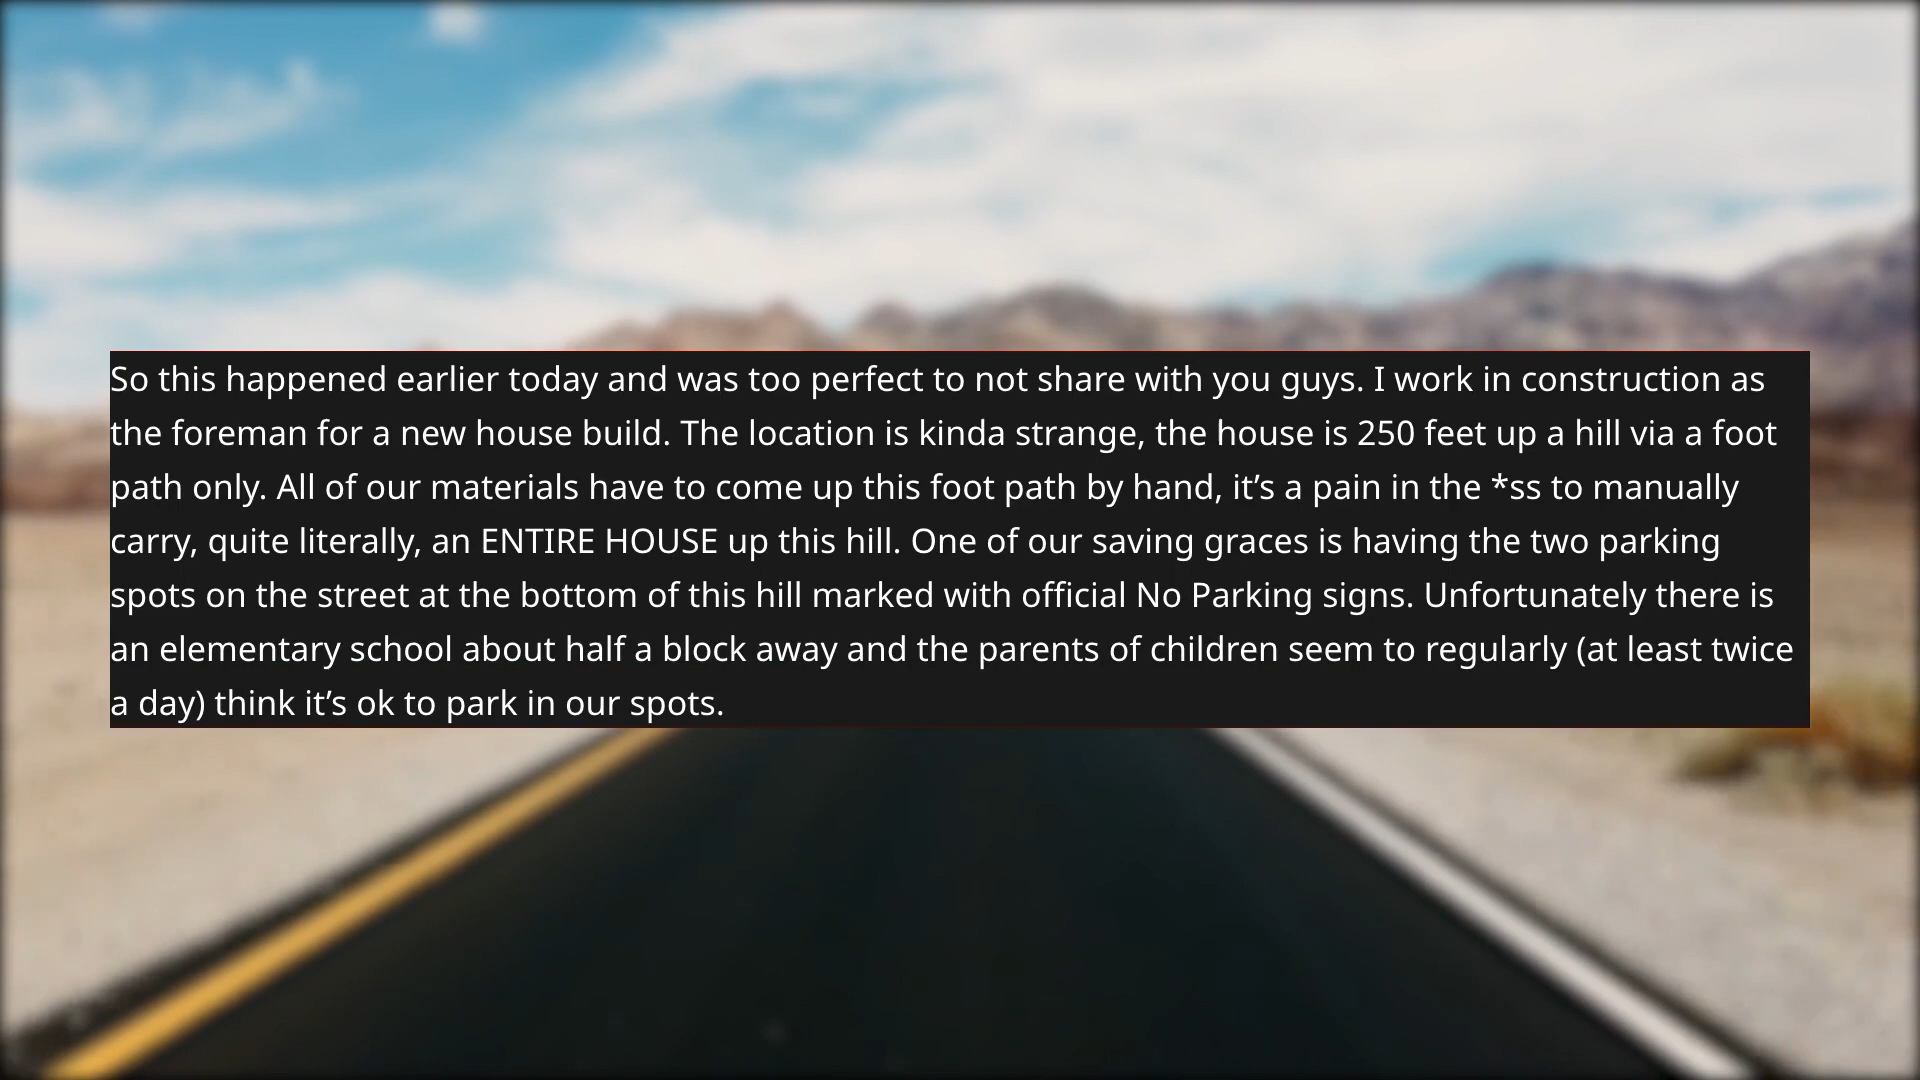 So this happened earlier today and was too perfect to not share with you guys. I work in construction as
the foreman for a new house build. The location is kinda strange, the house is 250 feet up a hill via a foot
path only. All of our materials have to come up this foot path by hand, it’s a pain in the *ss to manually
carry, quite literally, an ENTIRE HOUSE up this hill. One of our saving graces is having the two parking
spots on the street at the bottom of this hill marked with official No Parking signs. Unfortunately there is
an elementary school about half a block away and the parents of children seem to regularly (at least twice
a day) think it’s ok to park in our spots.